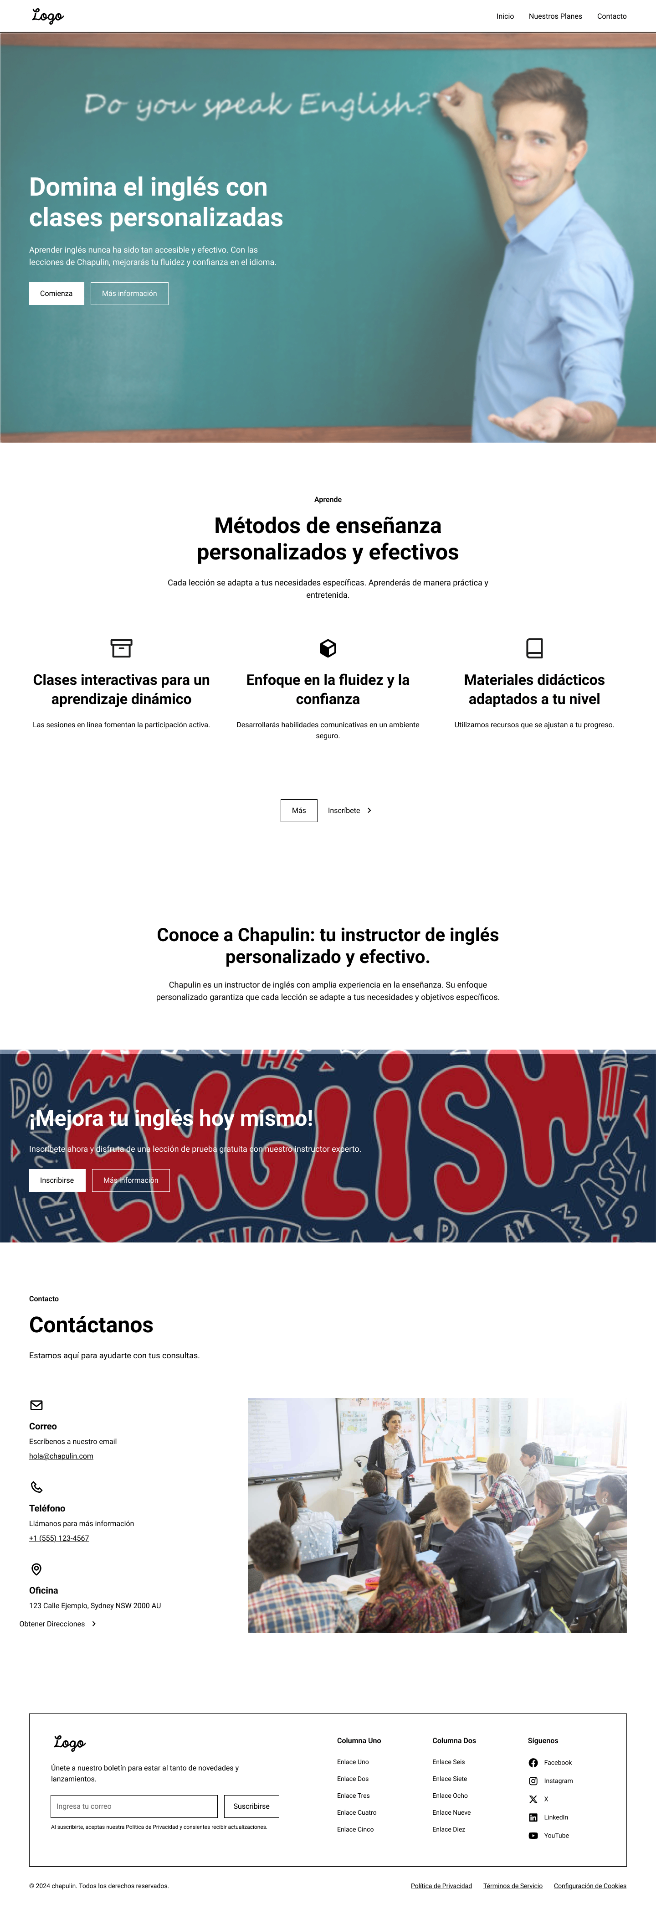 Logo
Inicio Nuestros Planes Contacto
Do you speak English?
Domina el inglés con
clases personalizadas
Aprender inglés nunca ha sido tan accesible y efectivo. Con las
lecciones de Chapulin, mejorarás tu fluidez y confianza en el idioma.
Comienza Más información
Aprende
Métodos de enseñanza
personalizados y efectivos
Cada lección se adapta a tus necesidades específicas. Aprenderás de manera práctica y
entretenida.
Clases interactivas para un
aprendizaje dinámico
Las sesiones en línea fomentan la participación activa.
Enfoque en la fluidez y la
confianza
Desarrollarás habilidades comunicativas en un ambiente
seguro.
Materiales didácticos
adaptados a tu nivel
Utilizamos recursos que se ajustan a tu progreso.
Más Inscríbete
Conoce a Chapulin: tu instructor de inglés
personalizado y efectivo.
Chapulin es un instructor de inglés con amplia experiencia en la enseñanza. Su enfoque
personalizado garantiza que cada lección se adapte a tus necesidades y objetivos específicos.
THE
DO
ENGLISH
¡Mejora tu inglés hoy mismo!
Inscríbete ahora y disfruta de una lección de prueba gratuita con nuestro instructor experto.
Inscribirse Más información
HER
AM
AS
Contacto
Contáctanos
Estamos aquí para ayudarte con tus consultas.
Correo
Escríbenos a nuestro email
hola@chapulin.com
Teléfono
Llámanos para más información
+1 (555) 123-4567
Oficina
123 Calle Ejemplo, Sydney NSW 2000 AU
Obtener Direcciones
Logo
Únete a nuestro boletín para estar al tanto de novedades y
lanzamientos.
Ingresa tu correo Suscribirse
Al suscribirte, aceptas nuestra Política de Privacidad y consientes recibir actualizaciones.
Columna Uno
Enlace Uno
Enlace Dos
Enlace Tres
Enlace Cuatro
Enlace Cinco
Columna Dos
Enlace Seis
Enlace Siete
Enlace Ocho
Enlace Nueve
Enlace Diez
Síguenos
Facebook
Instagram
X
LinkedIn
YouTube
© 2024 chapulin. Todos los derechos reservados.
Política de Privacidad Términos de Servicio Configuración de Cookies